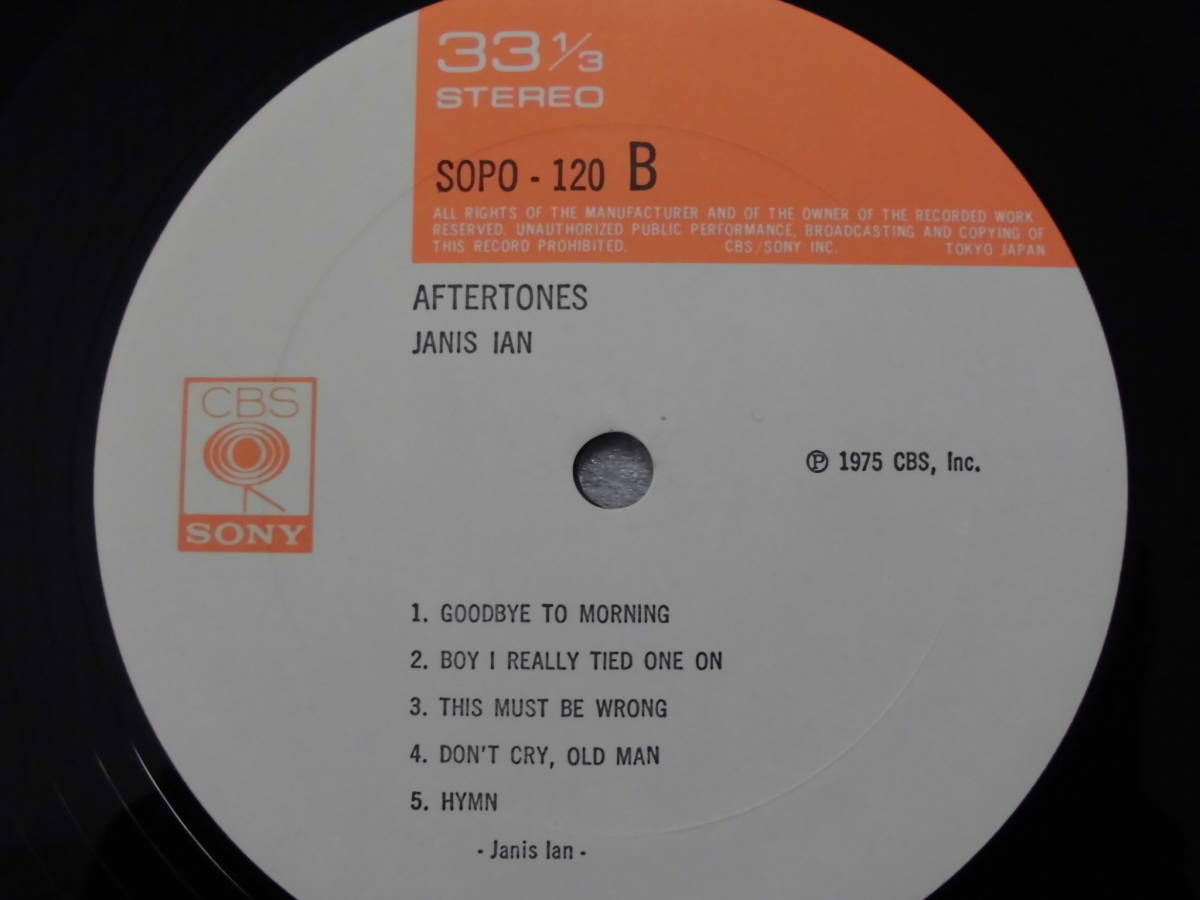 33 1/3
STEREO
SOPO - 120 B
ALL RIGHTS OF THE MANUFACTURER AND OF THE OWNER OF THE RECORDED WORK
RESERVED. UNAUTHORIZED PUBLIC PERFORMANCE, BROADCASTING AND COPYING OF
THIS RECORD PROHIBITED. CBS/SONY INC. TOKYO JAPAN.
AFTERTONES
JANIS IAN
CBS
SONY
℗ 1975 CBS, Inc.
1. GOODBYE TO MORNING
2. BOY I REALLY TIED ONE ON
3. THIS MUST BE WRONG
4. DON'T CRY, OLD MAN
5. HYMN
- Janis Ian -